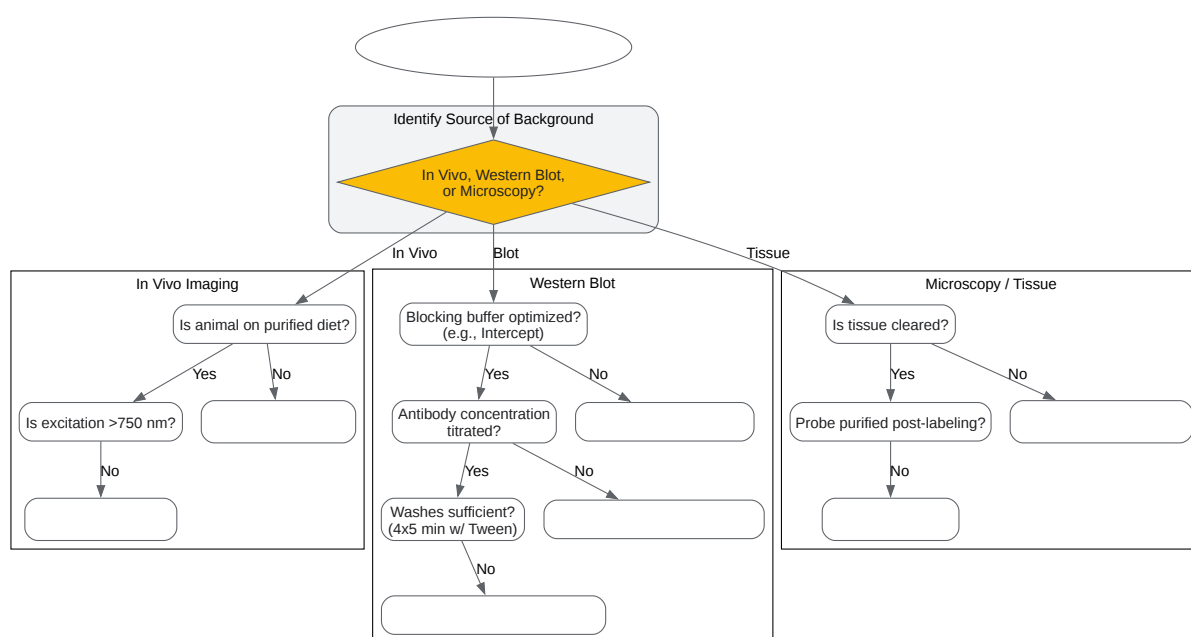 Identify Source of Background
In Vivo, Western Blot,
or Microscopy?
In Vivo
Blot
Tissue
In Vivo Imaging
Is animal on purified diet?
Yes
No
Is excitation >750 nm?
No
Western Blot
Blocking buffer optimized?
(e.g., Intercept)
Yes
No
Antibody concentration
titrated?
Yes
No
Washes sufficient?
(4x5 min w/ Tween)
No
Microscopy / Tissue
Is tissue cleared?
Yes
No
Probe purified post-labeling?
No